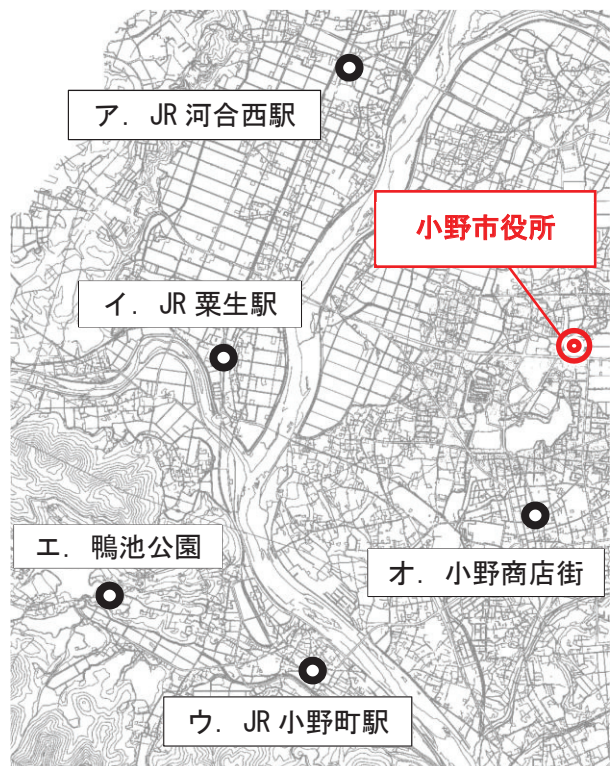 ア. JR 河合西駅
小野市役所
イ. JR 粟生駅
エ. 鴨池公園
オ. 小野商店街
ウ. JR 小野町駅